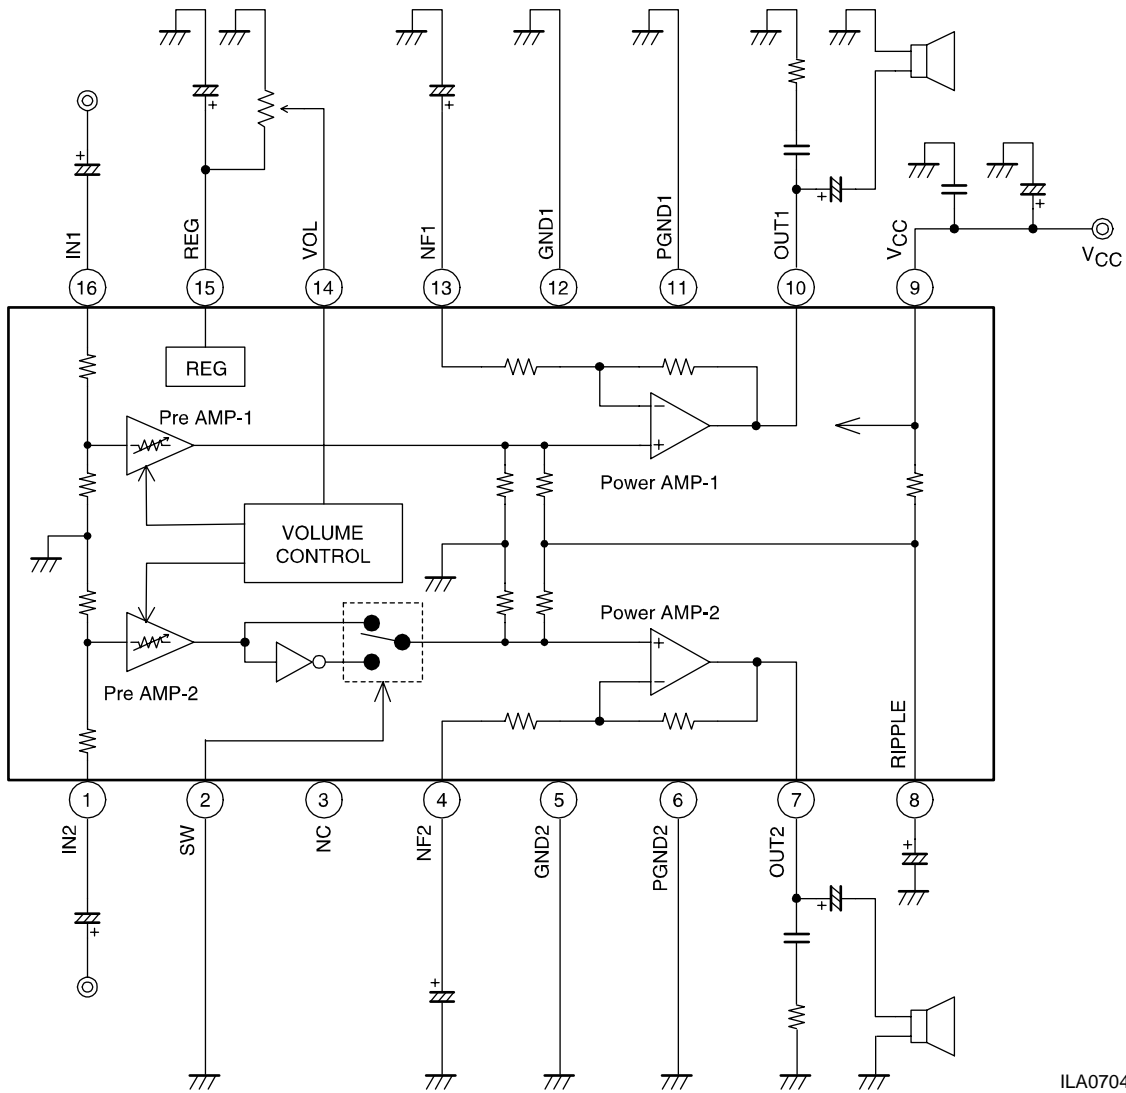 +
+
+
+
+
IN1
REG
VOL
NF1
GND1
PGND1
OUT1
VCC
VCC
16
15
14
13
12
11
10
9
REG
Pre AMP-1
−
+
Power AMP-1
VOLUME
CONTROL
Power AMP-2
+
−
Pre AMP-2
RIPPLE
1
2
3
4
5
6
7
8
IN2
SW
NC
NF2
GND2
PGND2
OUT2
+
+
+
+
ILA0704